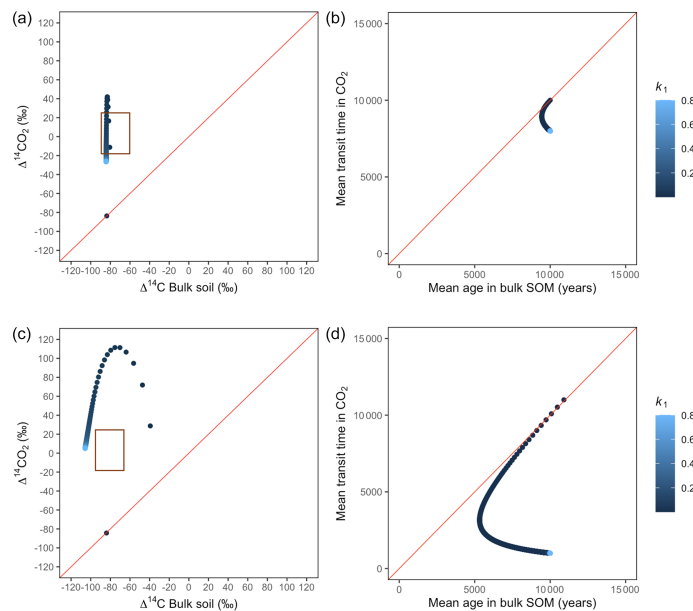 (a)
120
100
80
60
40
20
0
-20
-40
-60
-80
-100
-120
Δ¹⁴CO₂ (‰)
-120 -100 -80 -60 -40 -20 0 20 40 60 80 100 120
Δ¹⁴C Bulk soil (‰)
(b)
15000
10000
5000
0
Mean transit time in CO₂
0 5000 10000 15000
Mean age in bulk SOM (years)
k₁
0.8
0.6
0.4
0.2
(c)
120
100
80
60
40
20
0
-20
-40
-60
-80
-100
-120
Δ¹⁴CO₂ (‰)
-120 -100 -80 -60 -40 -20 0 20 40 60 80 100 120
Δ¹⁴C Bulk soil (‰)
(d)
15000
10000
5000
0
Mean transit time in CO₂
0 5000 10000 15000
Mean age in bulk SOM (years)
k₁
0.8
0.6
0.4
0.2